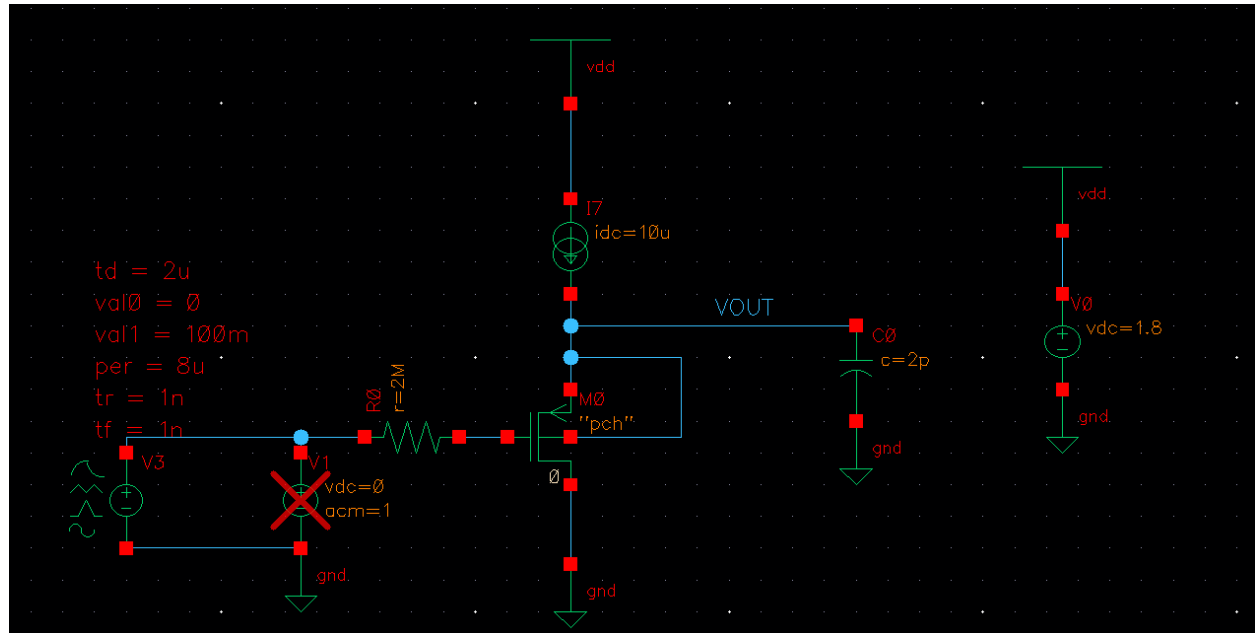 vdd
I7
idc=10u
td = 2u
val0 = 0
val1 = 100m
per = 8u
tr = 1n
tf = 1n
VOUT
vdd
V0
vdc=1.8
gnd
C0
c=2p
gnd
R0
r=2M
M0
"pch"
0
gnd
V3
V1
vdc=0
acm=1
gnd